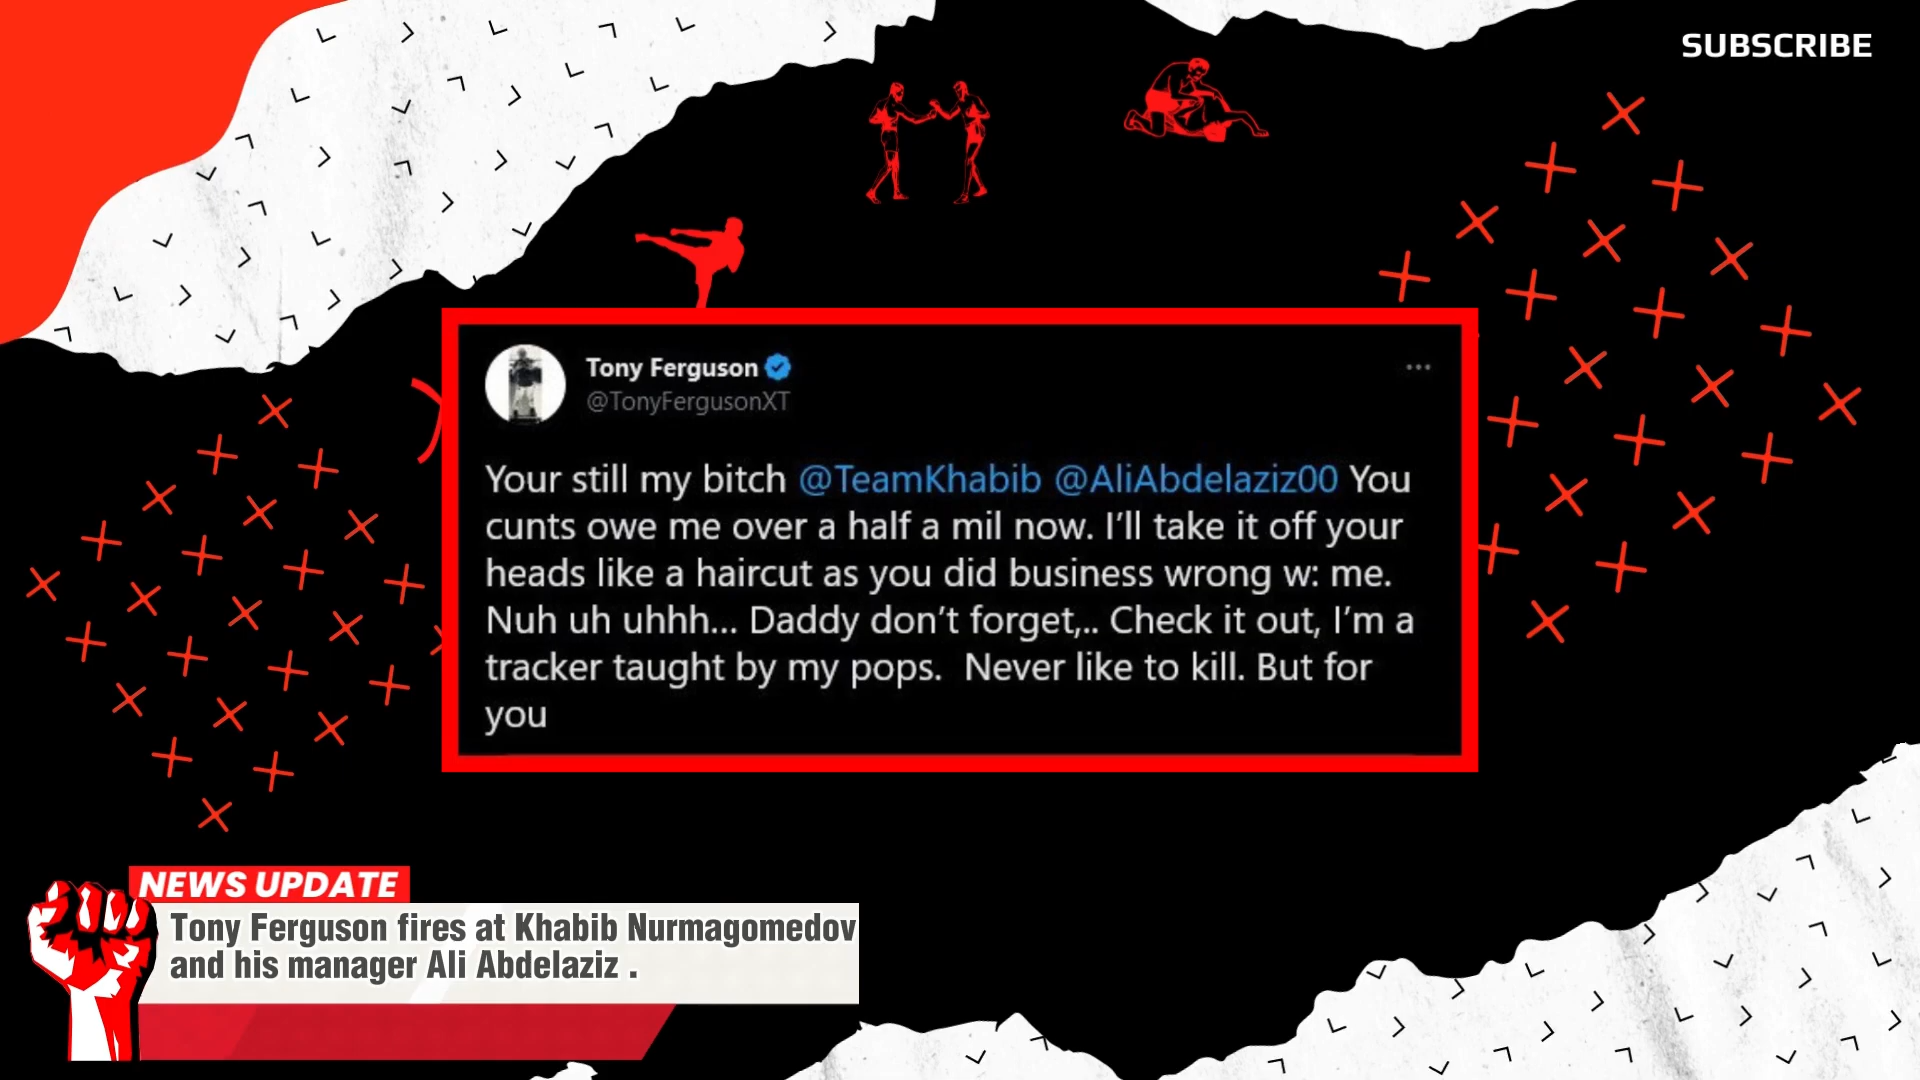 SUBSCRIBE
Tony Ferguson
@TonyFergusonXT
Your still my bitch @TeamKhabib @AliAbdelaziz00 You
cunts owe me over a half a mil now. I’ll take it off your
heads like a haircut as you did business wrong w: me.
Nuh uh uhhh... Daddy don’t forget,.. Check it out, I’m a
tracker taught by my pops.  Never like to kill. But for
you
NEWS UPDATE
Tony Ferguson fires at Khabib Nurmagomedov
and his manager Ali Abdelaziz .